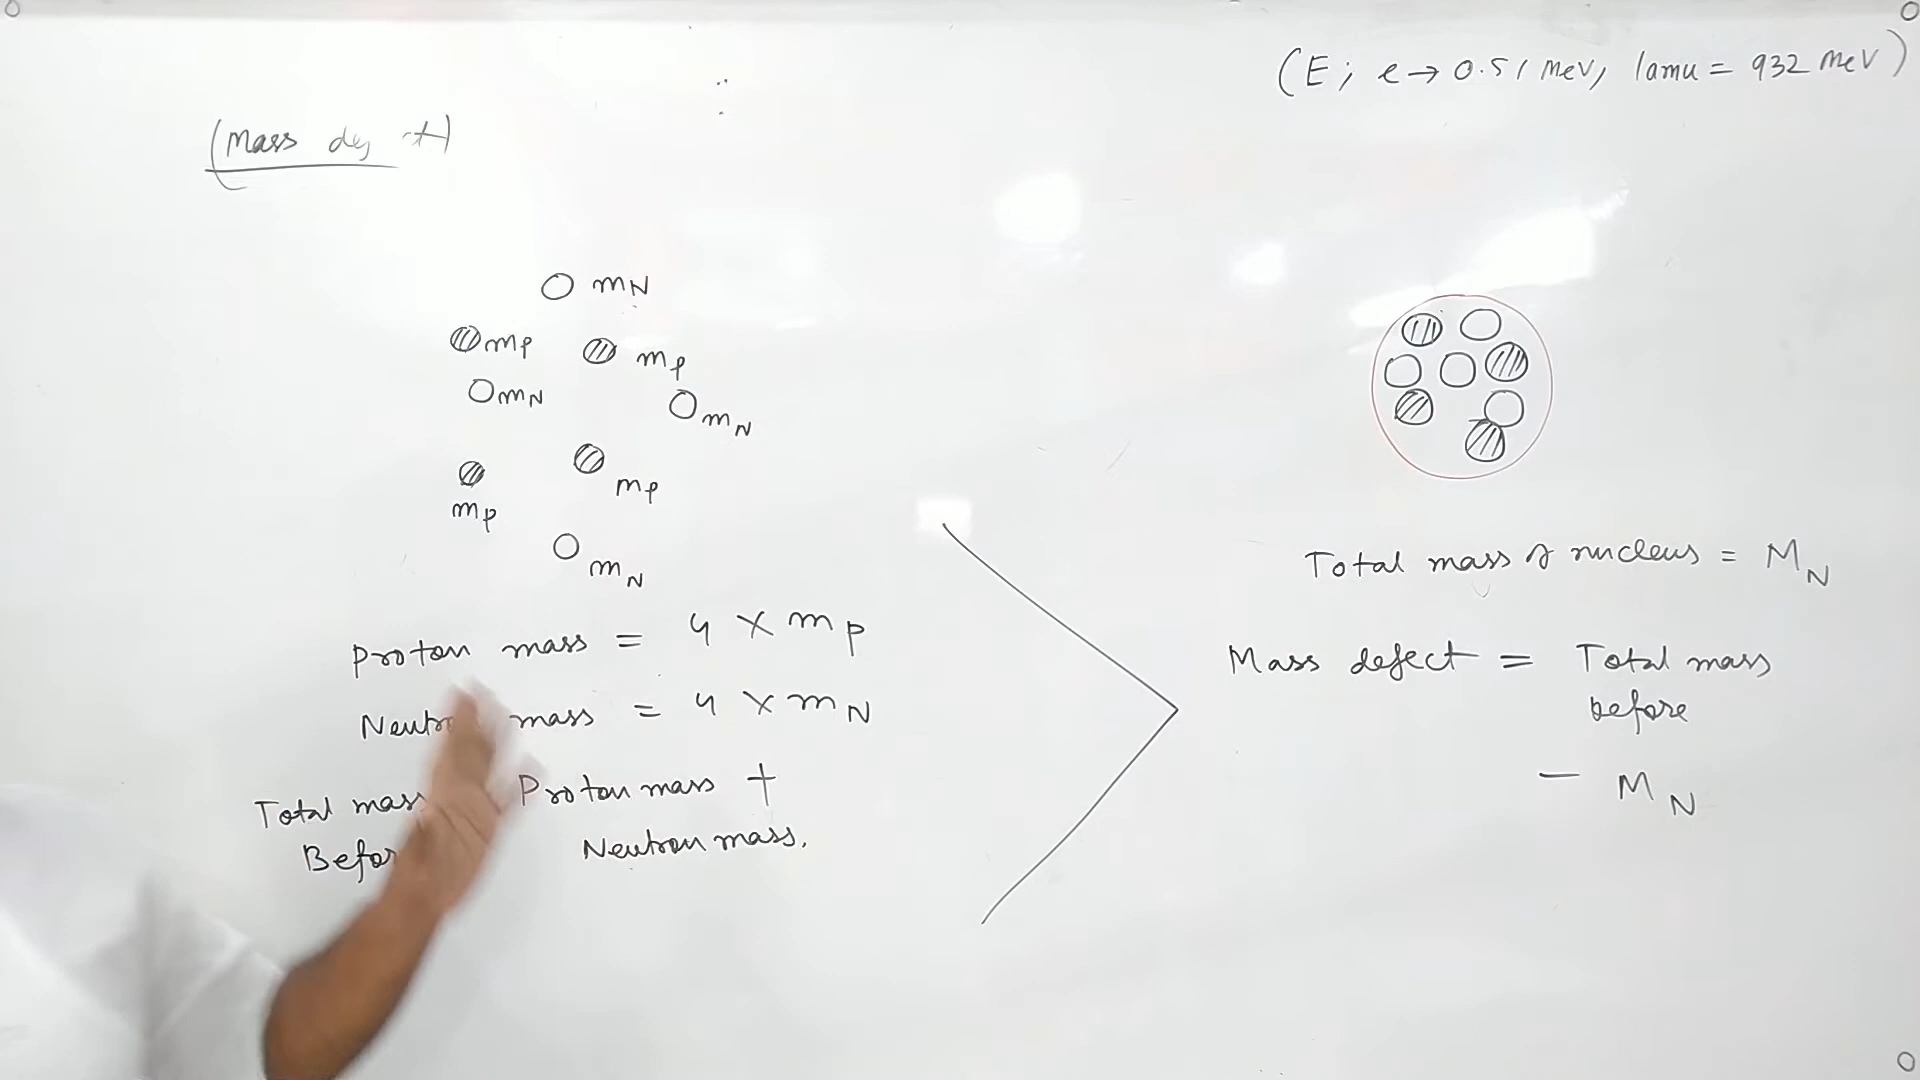 (E; e → 0.51 MeV, 1amu = 932 MeV)
(Mass
mN
mp
mp
mN
mN
mp
mp
mN
Proton mass = 4 × mp
mass = 4 × mN
Total mass Proton mass +
Neutron mass.
Total mass of nucleus = MN
Mass defect = Total mass
before
− MN